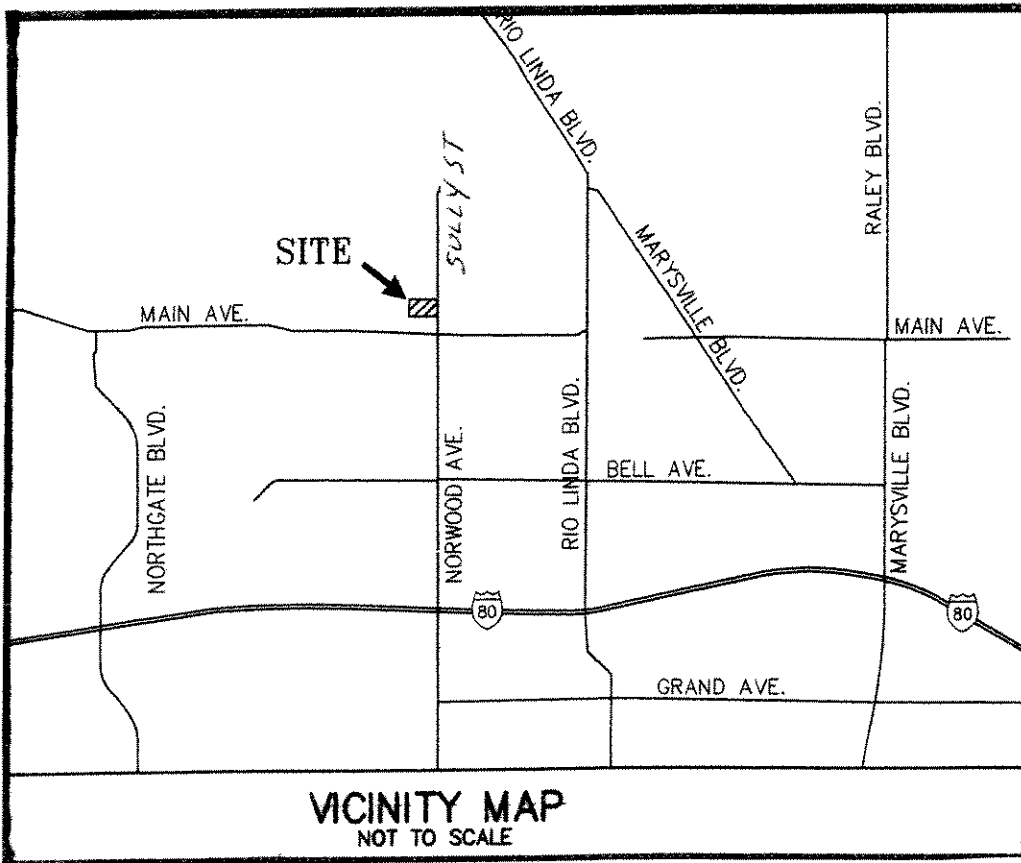 RIO LINDA BLVD.
RALEY BLVD.
SULLY ST
SITE
MARYSVILLE BLVD.
MAIN AVE.
MAIN AVE.
NORTHGATE BLVD.
NORWOOD AVE.
RIO LINDA BLVD.
BELL AVE.
MARYSVILLE BLVD.
80
80
GRAND AVE.
VICINITY MAP
NOT TO SCALE